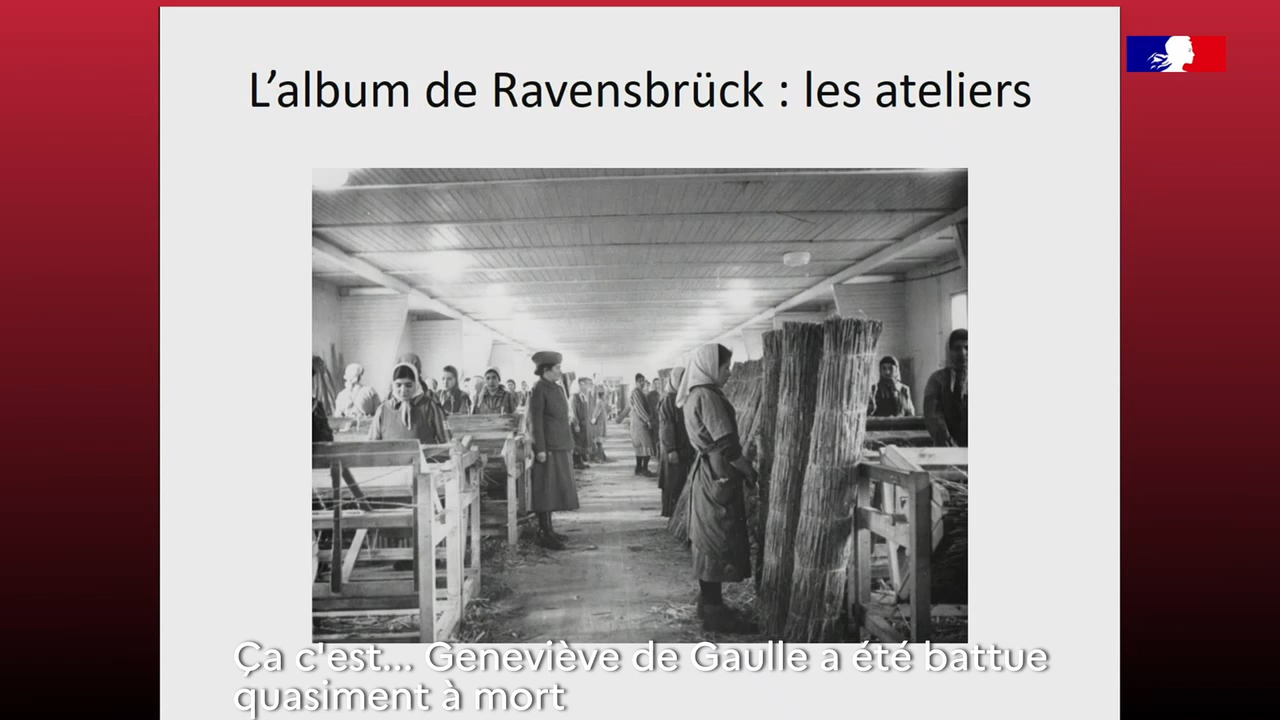 L’album de Ravensbrück : les ateliers
Ça c'est... Geneviève de Gaulle a été battue
quasiment à mort